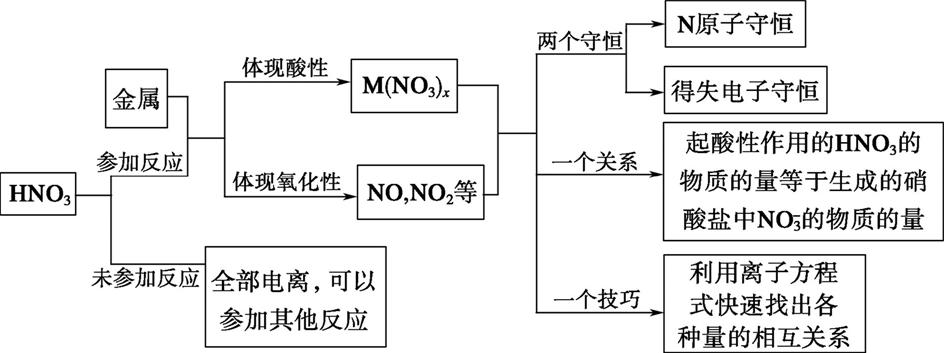 HNO₃
参加反应
未参加反应
金属
体现酸性
体现氧化性
M(NO₃)ₓ
NO,NO₂等
全部电离，可以
参加其他反应
两个守恒
N原子守恒
得失电子守恒
一个关系
起酸性作用的HNO₃的
物质的量等于生成的硝
酸盐中NO₃⁻的物质的量
一个技巧
利用离子方程
式快速找出各
种量的相互关系